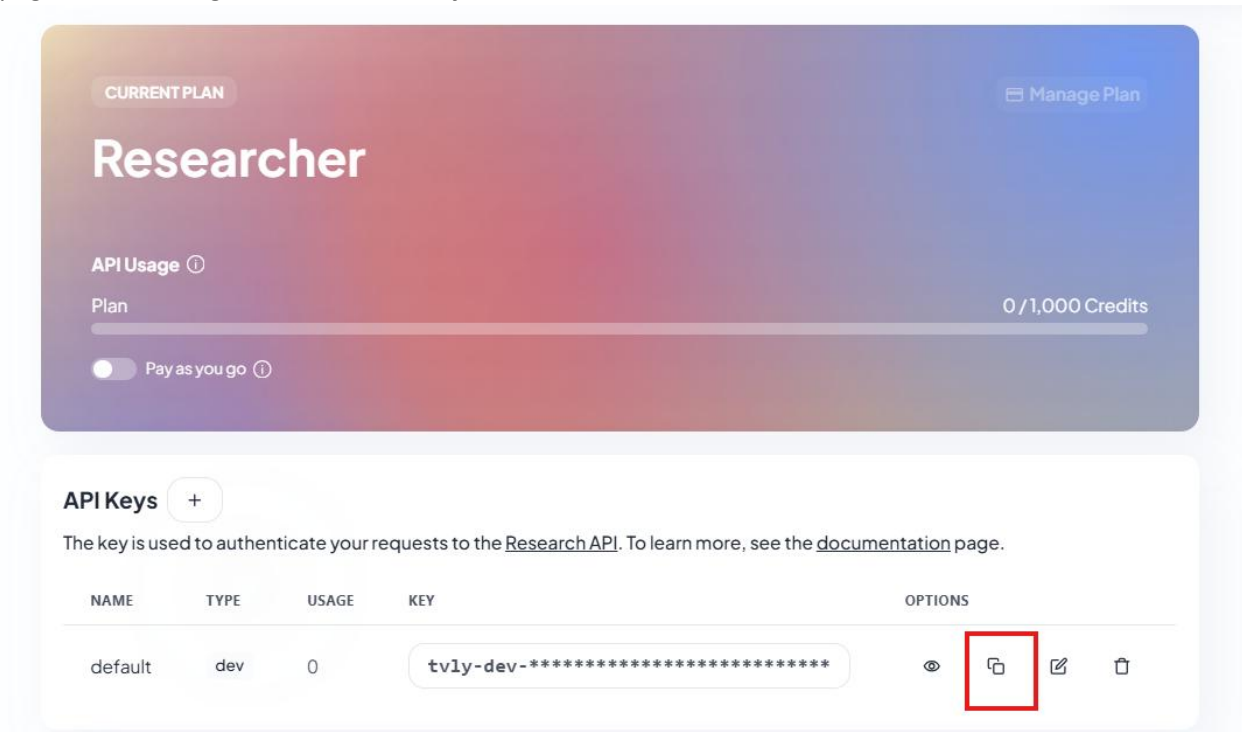 CURRENT PLAN
Manage Plan
Researcher
API Usage
Plan
0/1,000 Credits
Pay as you go
API Keys +
The key is used to authenticate your requests to the Research API. To learn more, see the documentation page.
NAME TYPE USAGE KEY OPTIONS
default dev 0 tvly-dev-***************************